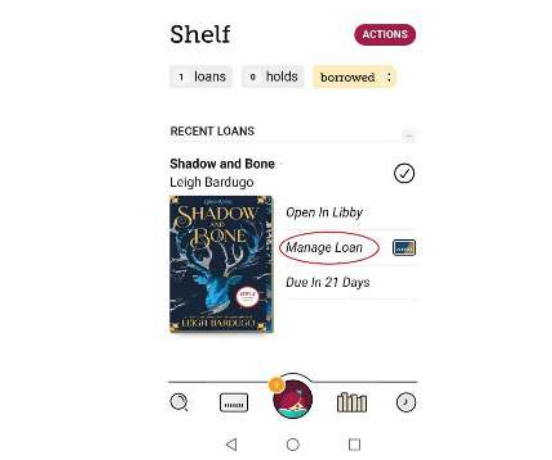 Shelf
ACTIONS
1 loans
0 holds
borrowed :
RECENT LOANS
Shadow and Bone
Leigh Bardugo
SHADOW
AND
BONE
LEIGH BARDUGO
Open In Libby
Manage Loan
Due In 21 Days